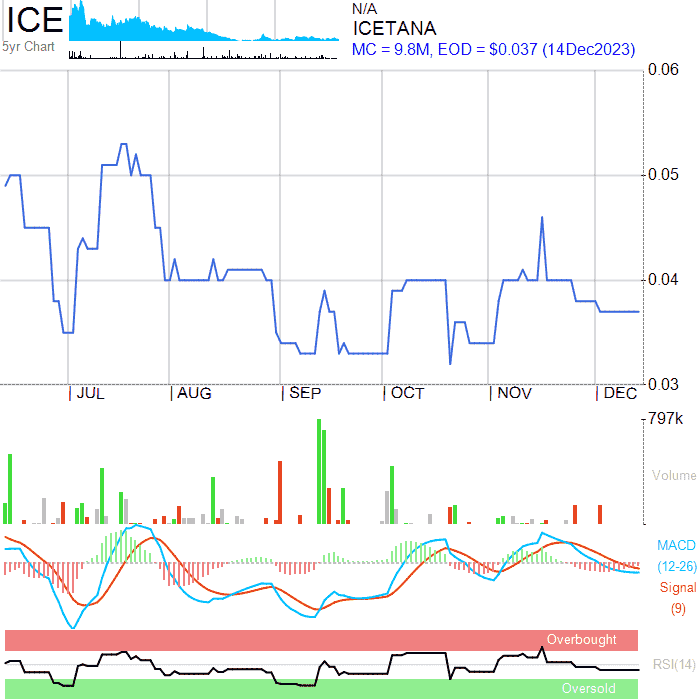 ICE
5yr Chart
N/A
ICETANA
MC = 9.8M, EOD = $0.037 (14Dec2023)
0.06
0.05
0.04
0.03
JUL AUG SEP OCT NOV DEC
797k
Volume
MACD
(12-26)
Signal
(9)
Overbought
RSI(14)
Oversold